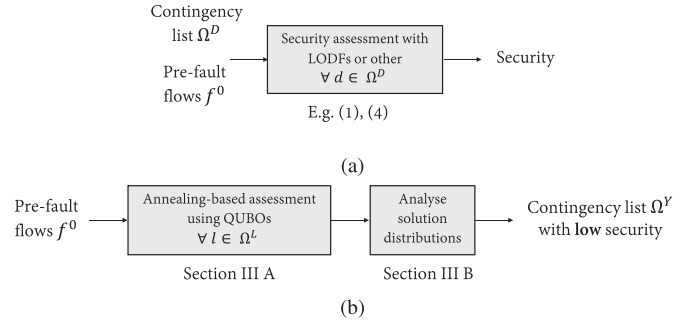 Contingency
list Ω^D
Pre-fault
flows f^0
Security assessment with
LODFs or other
∀ d ∈ Ω^D
E.g. (1), (4)
Security
(a)
Pre-fault
flows f^0
Annealing-based assessment
using QUBOs
∀ l ∈ Ω^L
Section III A
Analyse
solution
distributions
Section III B
Contingency list Ω^Y
with low security
(b)